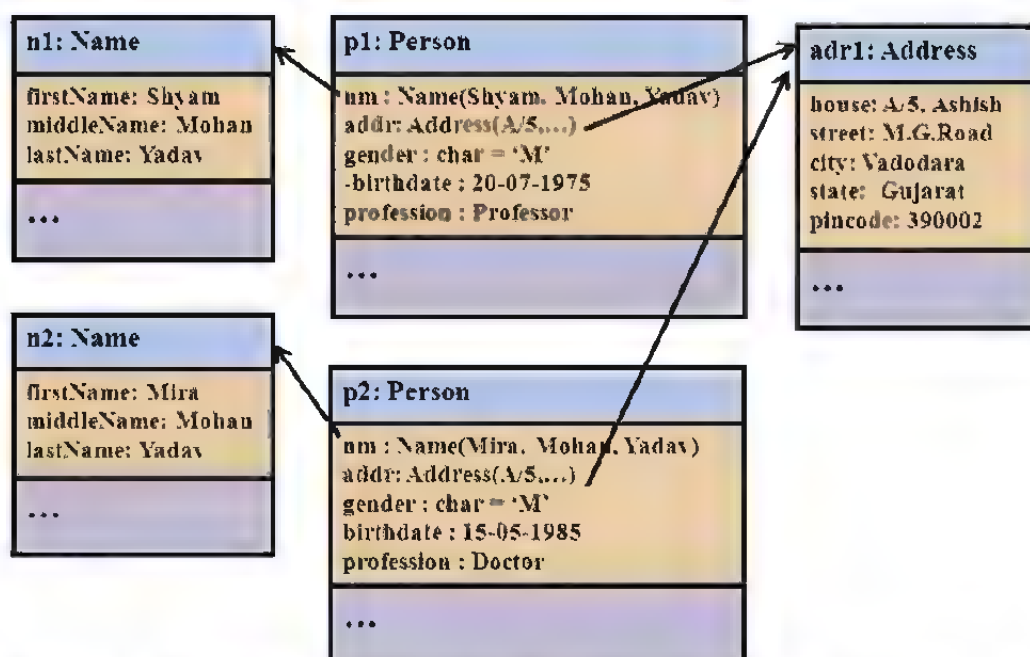 n1: Name
firstName: Shyam
middleName: Mohan
lastName: Yadav
...
p1: Person
nm : Name(Shyam, Mohan, Yadav)
addr: Address(A/5,...)
gender : char = ‘M’
-birthdate : 20-07-1975
profession : Professor
...
adr1: Address
house: A/5, Ashish
street: M.G.Road
city: Vadodara
state: Gujarat
pincode: 390002
...
n2: Name
firstName: Mira
middleName: Mohan
lastName: Yadav
...
p2: Person
nm : Name(Mira, Mohan, Yadav)
addr: Address(A/5,...)
gender : char = ‘M’
birthdate : 15-05-1985
profession : Doctor
...